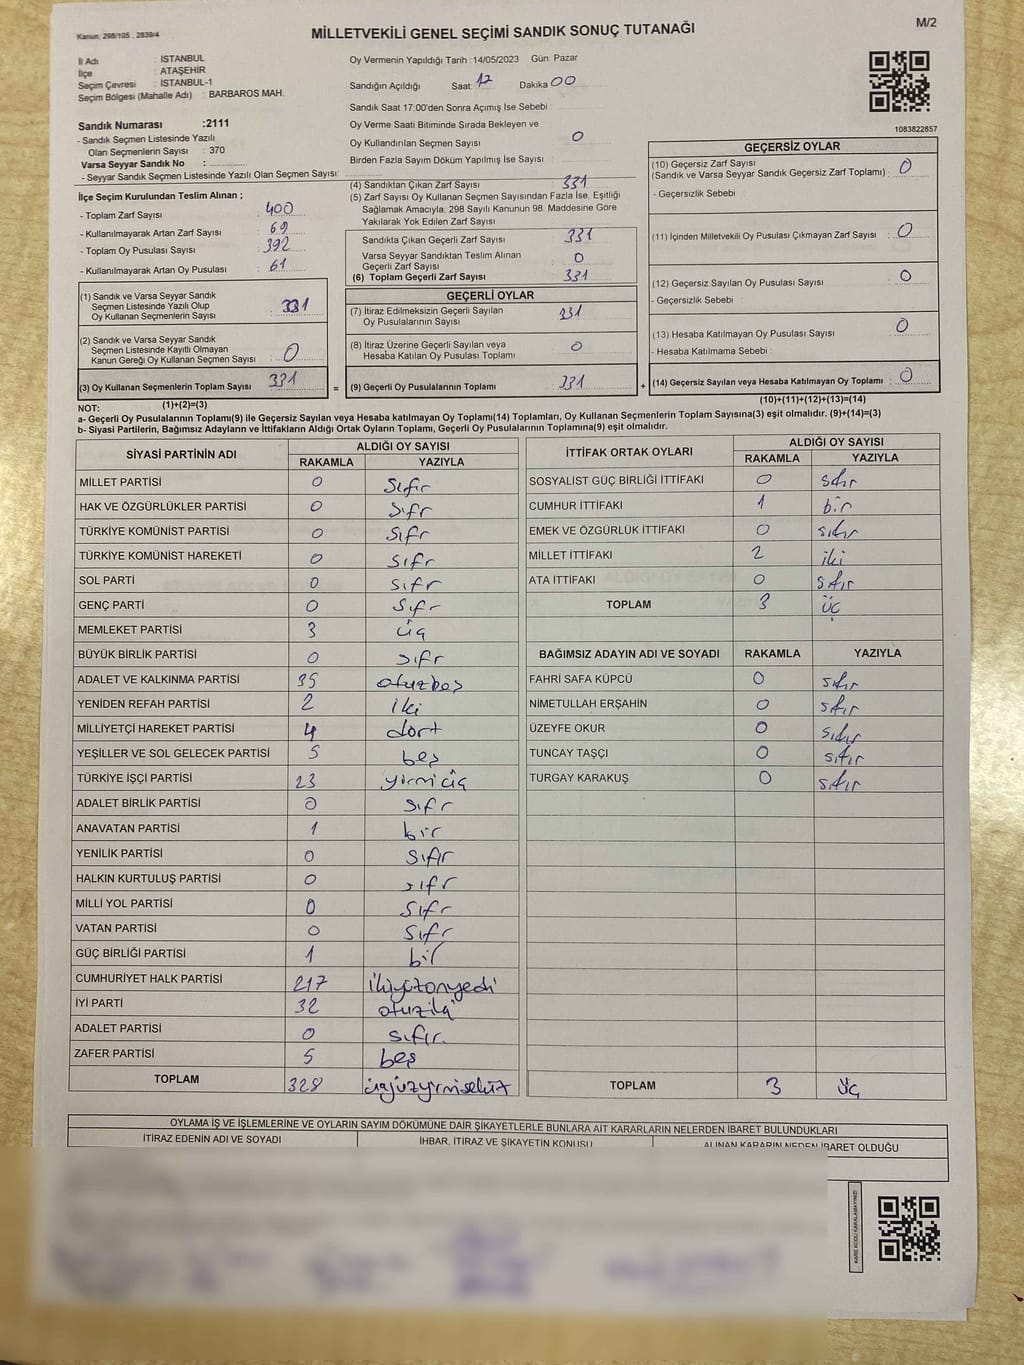 Kanun; 298/105 , 2839/4
MİLLETVEKİLİ GENEL SEÇİMİ SANDIK SONUÇ TUTANAĞI
M/2
İl Adı : İSTANBUL
İlçe : ATAŞEHİR
Seçim Çevresi : İSTANBUL-1
Seçim Bölgesi (Mahalle Adı) : BARBAROS MAH.
Oy Vermenin Yapıldığı Tarih : 14/05/2023 Gün: Pazar
Sandığın Açıldığı Saat: 17 Dakika 00
Sandık Saat 17:00'den Sonra Açımış İse Sebebi :
Oy Verme Saati Bitiminde Sırada Bekleyen ve
Oy Kullandırılan Seçmen Sayısı : 0
Birden Fazla Sayım Döküm Yapılmış İse Sayısı :
1083822857
Sandık Numarası :2111
- Sandık Seçmen Listesinde Yazılı
Olan Seçmenlerin Sayısı : 370
Varsa Seyyar Sandık No :
- Seyyar Sandık Seçmen Listesinde Yazılı Olan Seçmen Sayısı:
İlçe Seçim Kurulundan Teslim Alınan ;
- Toplam Zarf Sayısı : 400
- Kullanılmayarak Artan Zarf Sayısı : 69
- Toplam Oy Pusulası Sayısı : 392
- Kullanılmayarak Artan Oy Pusulası : 61
(1) Sandık ve Varsa Seyyar Sandık
Seçmen Listesinde Yazılı Olup
Oy Kullanan Seçmenlerin Sayısı : 331
(2) Sandık ve Varsa Seyyar Sandık
Seçmen Listesinde Kayıtlı Olmayan
Kanun Gereği Oy Kullanan Seçmen Sayısı : 0
(3) Oy Kullanan Seçmenlerin Toplam Sayısı : 331
(1)+(2)=(3)
(4) Sandıktan Çıkan Zarf Sayısı : 331
(5) Zarf Sayısı Oy Kullanan Seçmen Sayısından Fazla İse, Eşitliği
Sağlamak Amacıyla; 298 Sayılı Kanunun 98. Maddesine Göre
Yakılarak Yok Edilen Zarf Sayısı :
Sandıkta Çıkan Geçerli Zarf Sayısı : 331
Varsa Seyyar Sandıktan Teslim Alınan
Geçerli Zarf Sayısı : 0
(6) Toplam Geçerli Zarf Sayısı : 331
GEÇERLİ OYLAR
(7) İtiraz Edilmeksizin Geçerli Sayılan
Oy Pusulalarının Sayısı : 331
(8) İtiraz Üzerine Geçerli Sayılan veya
Hesaba Katılan Oy Pusulası Toplamı : 0
= (9) Geçerli Oy Pusulalarının Toplamı : 331
GEÇERSİZ OYLAR
(10) Geçersiz Zarf Sayısı
(Sandık ve Varsa Seyyar Sandık Geçersiz Zarf Toplamı) : 0
- Geçersizlik Sebebi :
(11) İçinden Milletvekili Oy Pusulası Çıkmayan Zarf Sayısı : 0
(12) Geçersiz Sayılan Oy Pusulası Sayısı : 0
- Geçersizlik Sebebi :
(13) Hesaba Katılmayan Oy Pusulası Sayısı : 0
- Hesaba Katılmama Sebebi :
+ (14) Geçersiz Sayılan veya Hesaba Katılmayan Oy Toplamı : 0
(10)+(11)+(12)+(13)=(14)
NOT:
a- Geçerli Oy Pusulalarının Toplamı(9) ile Geçersiz Sayılan veya Hesaba katılmayan Oy Toplamı(14) Toplamları, Oy Kullanan Seçmenlerin Toplam Sayısına(3) eşit olmalıdır. (9)+(14)=(3)
b- Siyasi Partilerin, Bağımsız Adayların ve İttifakların Aldığı Ortak Oyların Toplamı, Geçerli Oy Pusulalarının Toplamına(9) eşit olmalıdır.
SİYASİ PARTİNİN ADI ALDIĞI OY SAYISI
RAKAMLA YAZIYLA
MİLLET PARTİSİ 0 Sıfır
HAK VE ÖZGÜRLÜKLER PARTİSİ 0 Sıfr
TÜRKİYE KOMÜNİST PARTİSİ 0 Sıfr
TÜRKİYE KOMÜNİST HAREKETİ 0 Sıfr
SOL PARTİ 0 Sıfr
GENÇ PARTİ 0 Sıfr
MEMLEKET PARTİSİ 3 üç
BÜYÜK BİRLİK PARTİSİ 0 Sıfr
ADALET VE KALKINMA PARTİSİ 35 otuzbeş
YENİDEN REFAH PARTİSİ 2 iki
MİLLİYETÇİ HAREKET PARTİSİ 4 dört
YEŞİLLER VE SOL GELECEK PARTİSİ 5 beş
TÜRKİYE İŞÇİ PARTİSİ 23 yirmi üç
ADALET BİRLİK PARTİSİ 0 Sıfr
ANAVATAN PARTİSİ 1 bir
YENİLİK PARTİSİ 0 Sıfır
HALKIN KURTULUŞ PARTİSİ 0 Sıfr
MİLLİ YOL PARTİSİ 0 Sıfr
VATAN PARTİSİ 0 Sıfr
GÜÇ BİRLİĞİ PARTİSİ 1 bir
CUMHURİYET HALK PARTİSİ 217 ikiyüzonyedi
İYİ PARTİ 32 otuziki
ADALET PARTİSİ 0 sıfır.
ZAFER PARTİSİ 5 beş
TOPLAM 328 üçyüzyirmisekiz
İTTİFAK ORTAK OYLARI ALDIĞI OY SAYISI
RAKAMLA YAZIYLA
SOSYALİST GÜÇ BİRLİĞİ İTTİFAKI 0 sıfır
CUMHUR İTTİFAKI 1 bir
EMEK VE ÖZGÜRLÜK İTTİFAKI 0 sıfır
MİLLET İTTİFAKI 2 iki
ATA İTTİFAKI 0 sıfır
TOPLAM 3 üç
BAĞIMSIZ ADAYIN ADI VE SOYADI RAKAMLA YAZIYLA
FAHRİ SAFA KÜPCÜ 0 sıfır
NİMETULLAH ERŞAHİN 0 sıfır
ÜZEYFE OKUR 0 sıfır
TUNCAY TAŞÇI 0 sıfır
TURGAY KARAKUŞ 0 sıfır
TOPLAM 3 üç
OYLAMA İŞ VE İŞLEMLERİNE VE OYLARIN SAYIM DÖKÜMÜNE DAİR ŞİKAYETLERLE BUNLARA AİT KARARLARIN NELERDEN İBARET BULUNDUKLARI
İTİRAZ EDENİN ADI VE SOYADI İHBAR, İTİRAZ VE ŞİKAYETİN KONUSU ALINAN KARARIN NEDEN İBARET OLDUĞU
KARE KODU KARALAMAYINIZ!